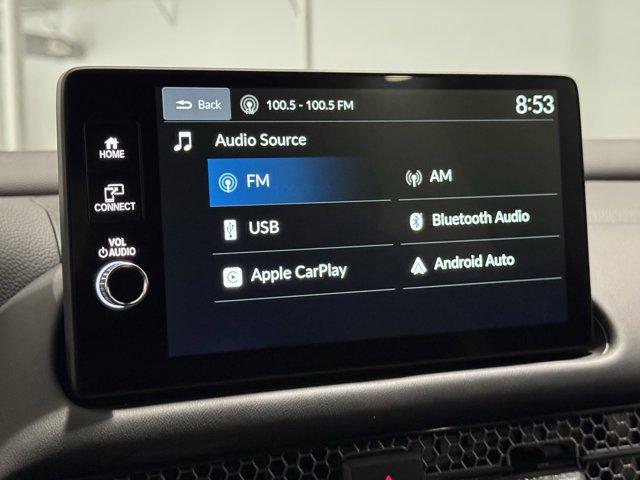 Back
100.5 - 100.5 FM
8:53
Audio Source
HOME
FM
AM
CONNECT
USB
Bluetooth Audio
VOL
AUDIO
Apple CarPlay
Android Auto